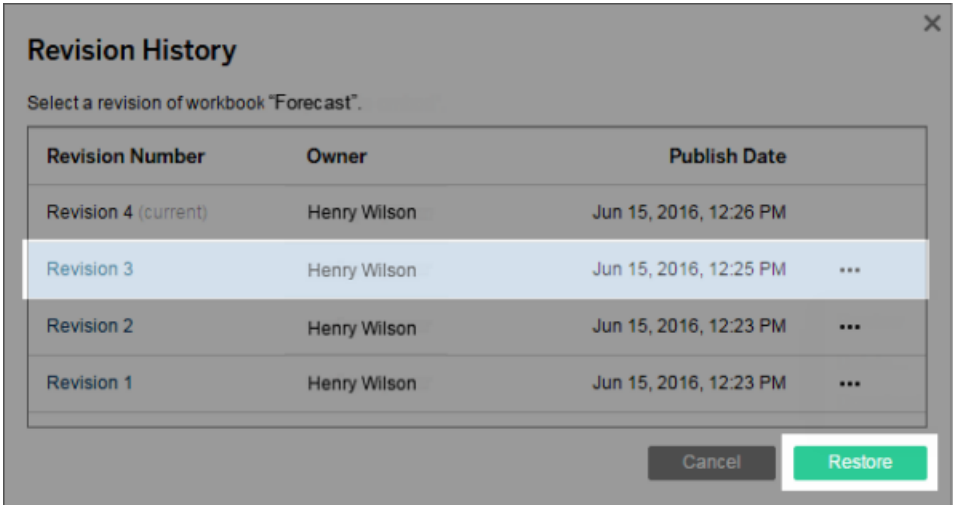 Revision History
Select a revision of workbook “Forecast”.
Revision Number Owner Publish Date
Revision 4 (current) Henry Wilson Jun 15, 2016, 12:26 PM
Revision 3 Henry Wilson Jun 15, 2016, 12:25 PM ...
Revision 2 Henry Wilson Jun 15, 2016, 12:23 PM ...
Revision 1 Henry Wilson Jun 15, 2016, 12:23 PM ...
Cancel Restore